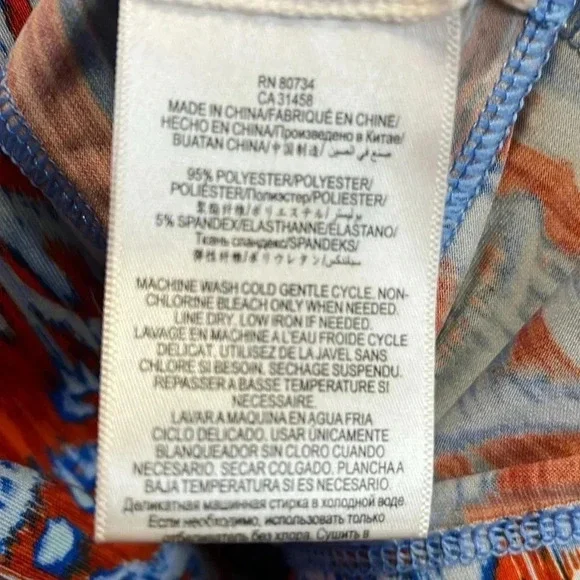 RN 80734
CA 31458
MADE IN CHINA/FABRIQUÉ EN CHINE/
HECHO EN CHINA/Произведено в Китае/
BUATAN CHINA/中国制造/صنع في الصين
95% POLYESTER/POLYESTER/
POLIÉSTER/Полиэстер/POLIESTER/
聚酯纤维/ポリエステル/بوليستر
5% SPANDEX/ELASTHANNE/ELASTANO/
Ткань спандекс/SPANDEKS/
弹性纤维/ポリウレタン/سبانديكس
MACHINE WASH COLD GENTLE CYCLE. NON-
CHLORINE BLEACH ONLY WHEN NEEDED.
LINE DRY. LOW IRON IF NEEDED.
LAVAGE EN MACHINE A L'EAU FROIDE CYCLE
DELICAT. UTILISEZ DE LA JAVEL SANS
CHLORE SI BESOIN. SECHAGE SUSPENDU.
REPASSER A BASSE TEMPERATURE SI
NECESSAIRE.
LAVAR A MAQUINA EN AGUA FRIA
CICLO DELICADO. USAR ÚNICAMENTE
BLANQUEADOR SIN CLORO CUANDO
NECESARIO. SECAR COLGADO. PLANCHA A
BAJA TEMPERATURA SI ES NECESARIO.
Деликатная машинная стирка в холодной воде.
Если необходимо, использовать только
отбеливатель без хлора. Сушить в